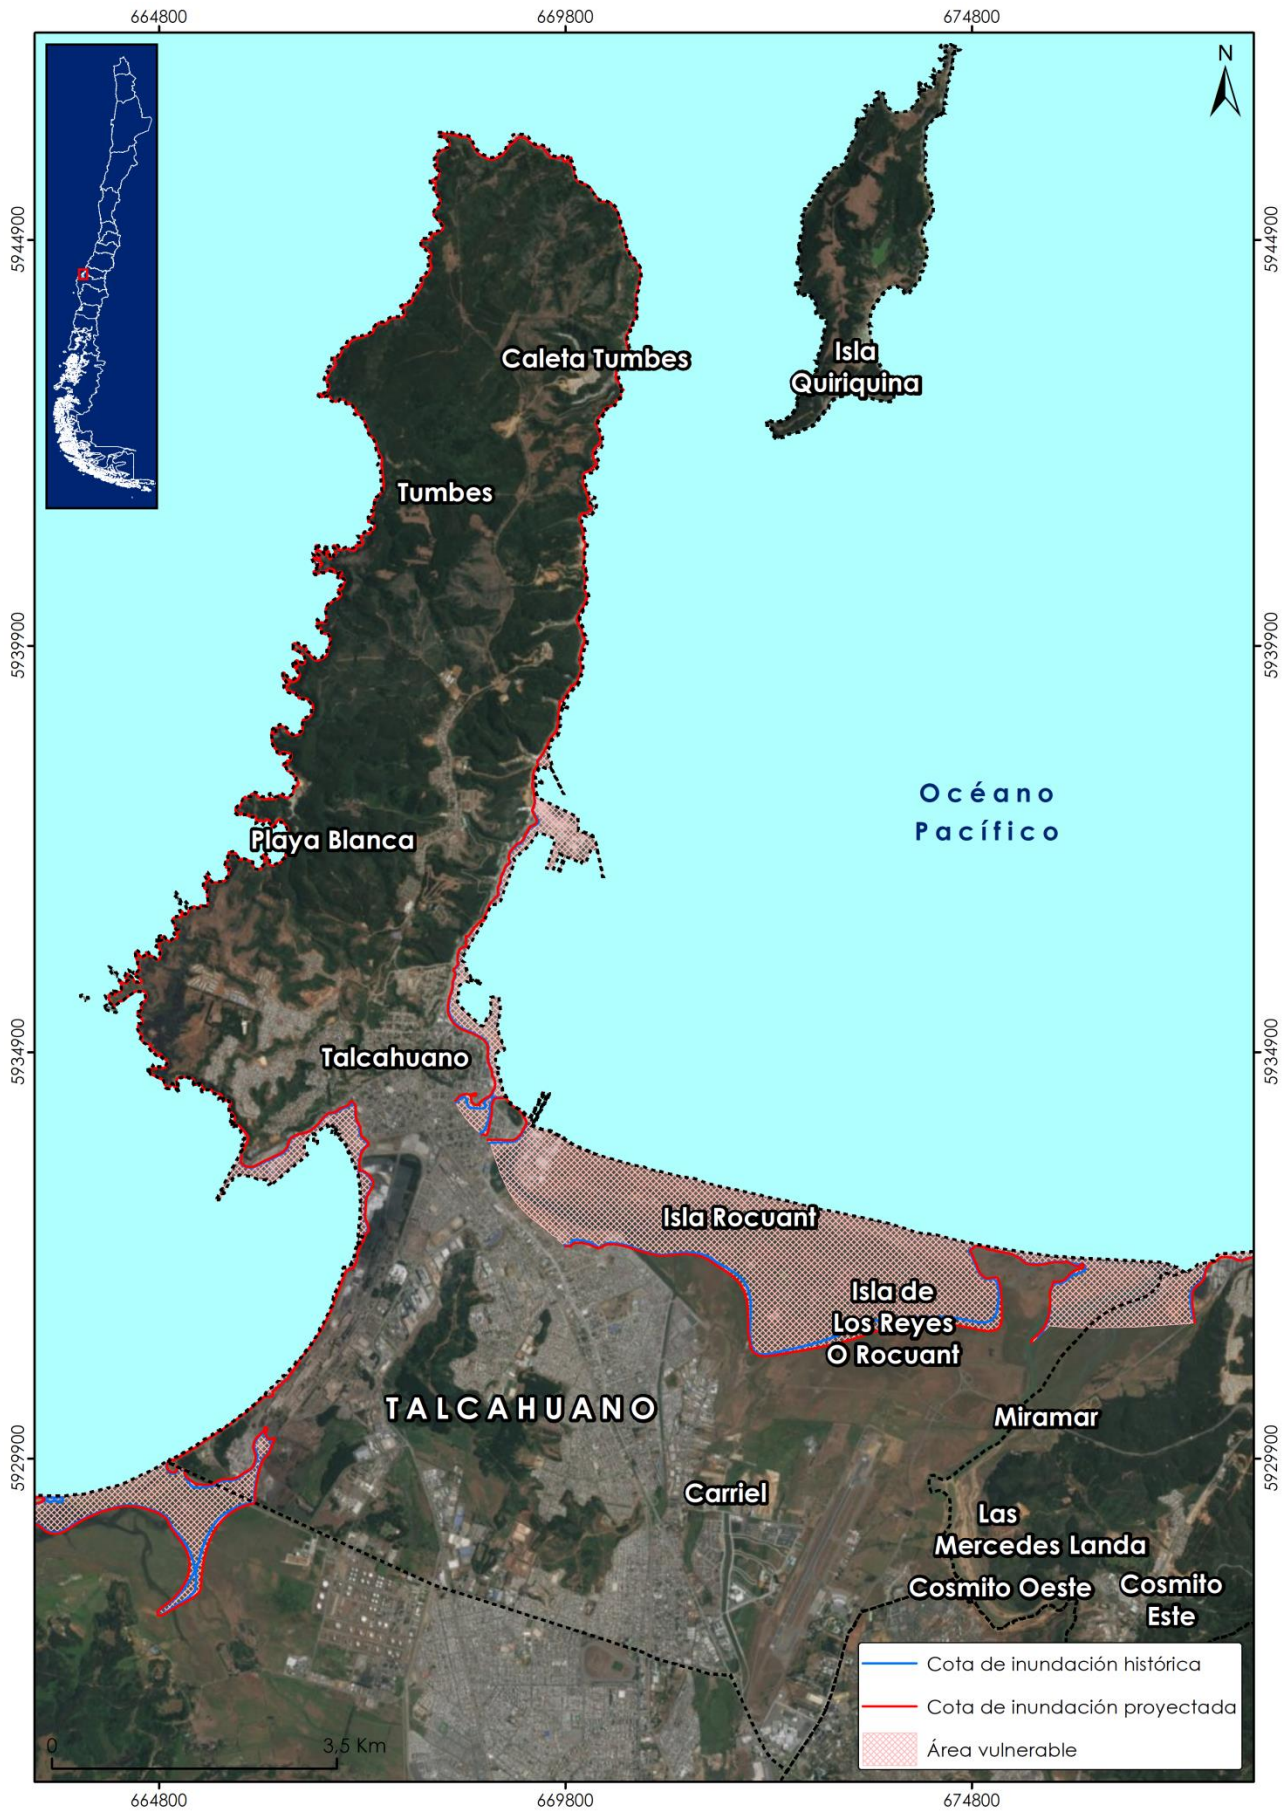 664800
669800
674800
N
5944900
5944900
Caleta Tumbes
Isla
Quiriquina
Tumbes
5939900
5939900
Océano
Pacífico
Playa Blanca
5934900
5934900
Talcahuano
Isla Rocuant
Isla de
Los Reyes
O Rocuant
TALCAHUANO
Miramar
5929900
5929900
Carriel
Las
Mercedes Landa
Cosmito Oeste
Cosmito
Este
Cota de inundación histórica
Cota de inundación proyectada
Área vulnerable
0
3,5 Km
664800
669800
674800